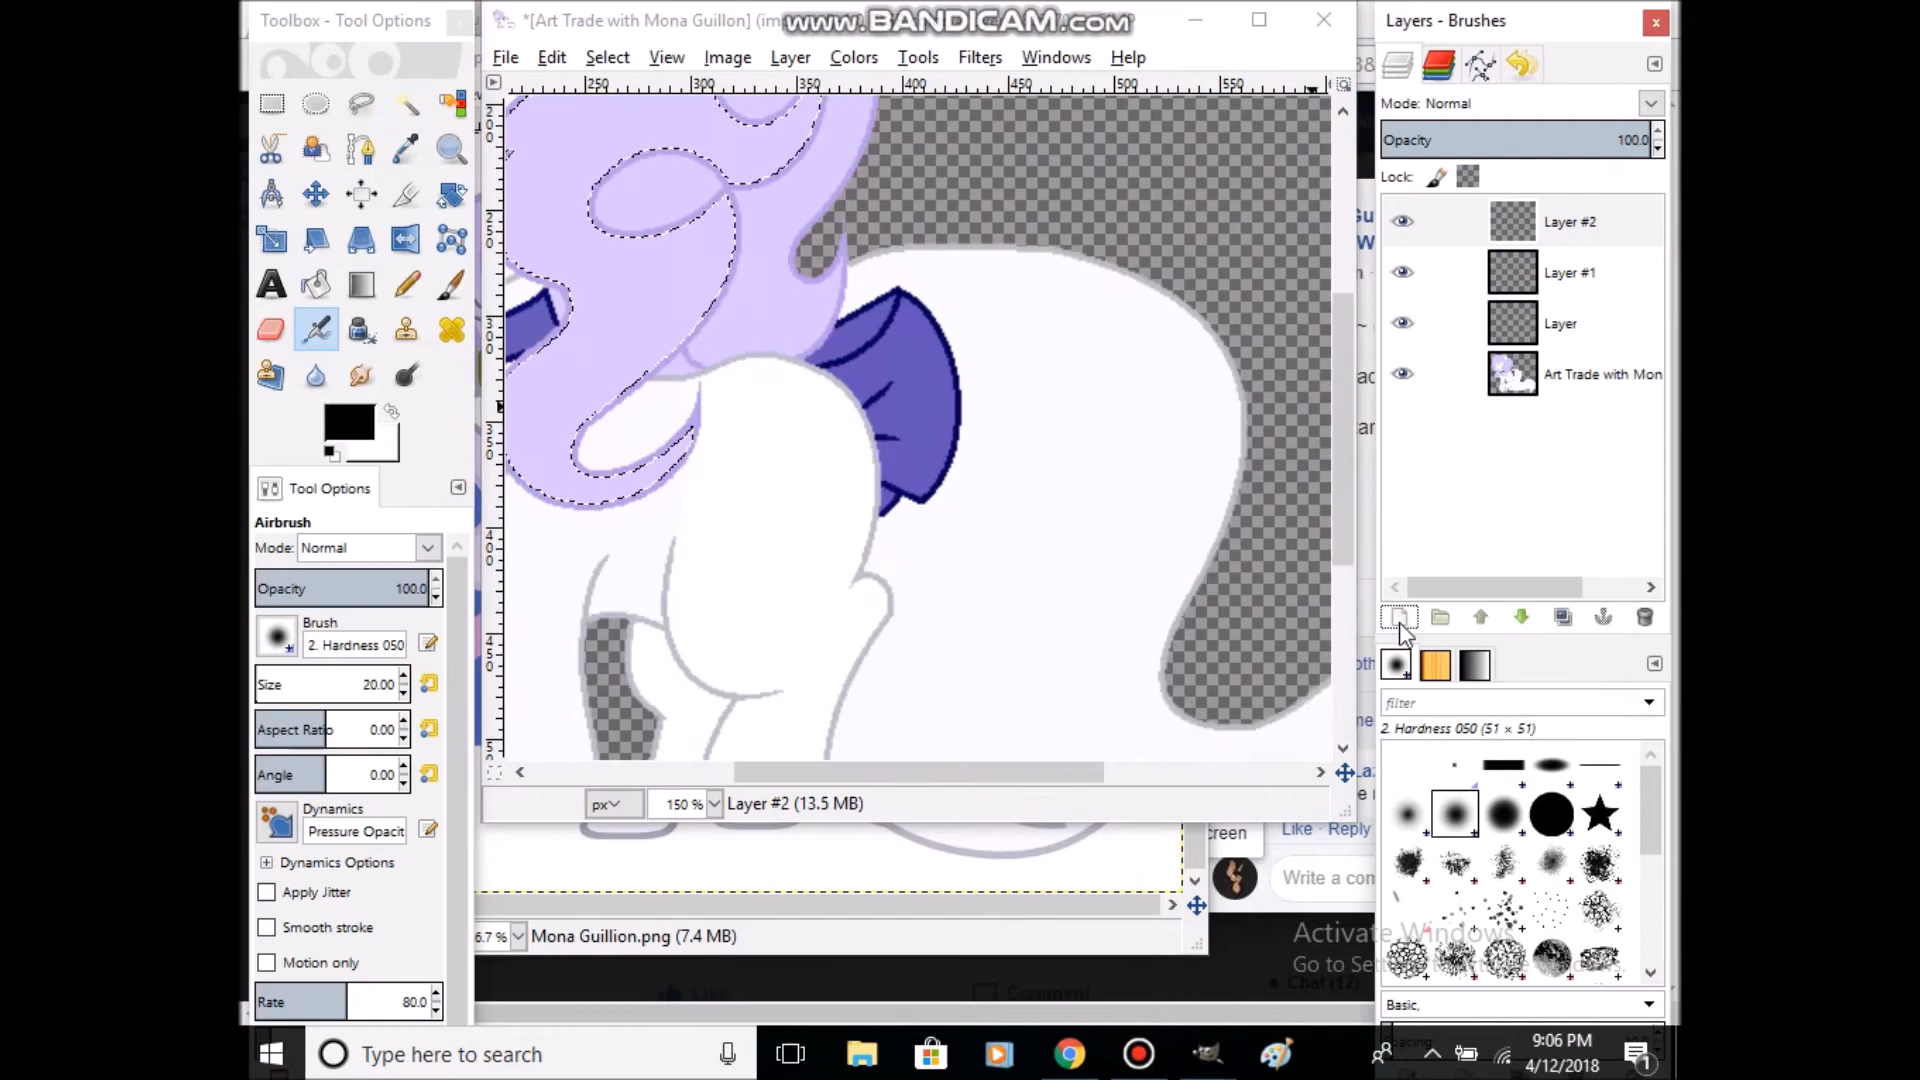 Toolbox - Tool Options
*[Art Trade with Mona Guillon] (im
www.BANDICAM.com
Layers - Brushes
File Edit Select View Image Layer Colors Tools Filters Windows Help
250 300 350 400 450 500 550
Mode: Normal
Opacity 100.0
Lock:
Layer #2
Layer #1
Layer
Art Trade with Mon
Tool Options
Airbrush
Mode: Normal
Opacity 100.0
Brush
2. Hardness 050
Size 20.00
Aspect Ratio 0.00
Angle 0.00
Dynamics
Pressure Opacit
Dynamics Options
Apply Jitter
Smooth stroke
Motion only
Rate 80.0
filter
2. Hardness 050 (51 × 51)
Basic,
px 150 % Layer #2 (13.5 MB)
Like · Reply
Write a com
6.7 % Mona Guillion.png (7.4 MB)
Activate Windows
Chat (12)
Like
Comment
Type here to search
9:06 PM
4/12/2018
1